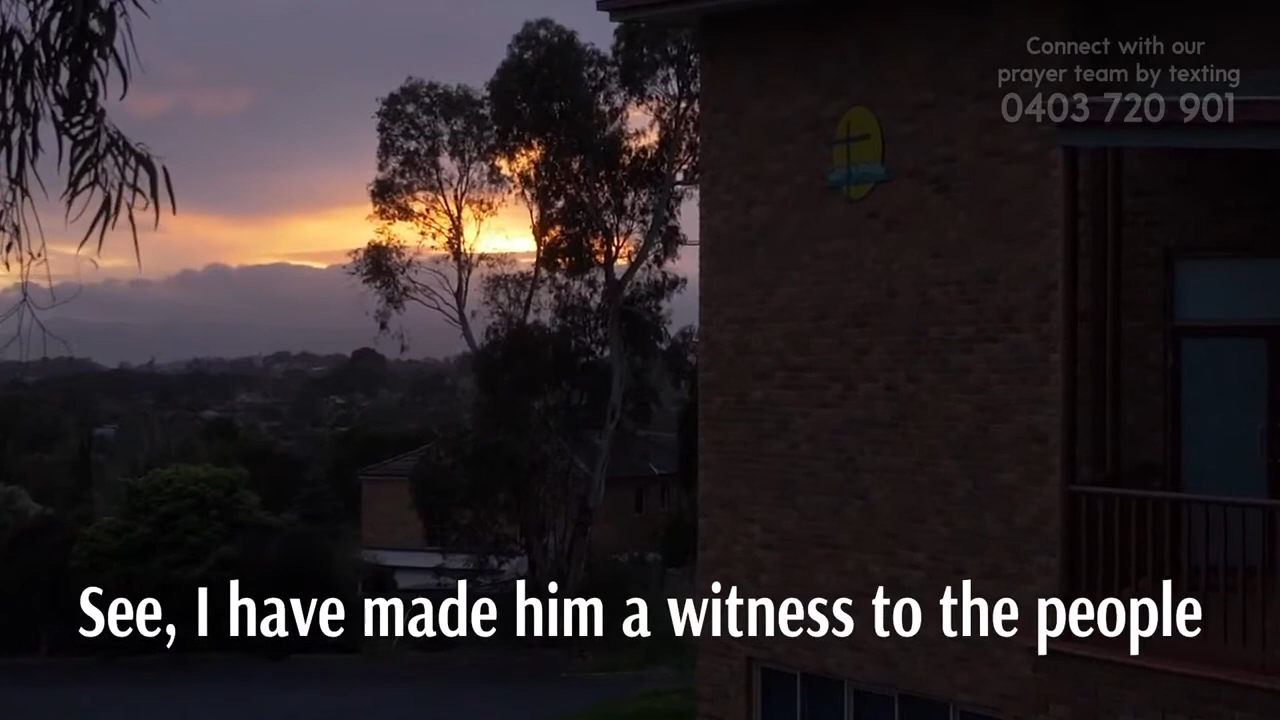 Connect with our
prayer team by texting
0403 720 901
See, I have made him a witness to the people